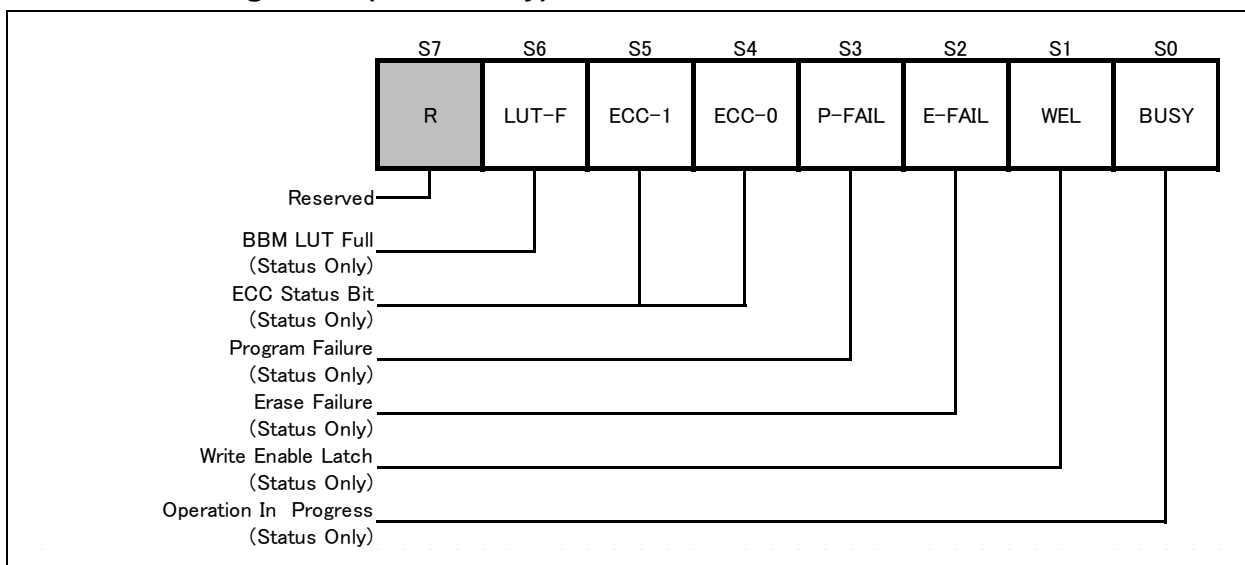 S7 S6 S5 S4 S3 S2 S1 S0
R LUT-F ECC-1 ECC-0 P-FAIL E-FAIL WEL BUSY
Reserved
BBM LUT Full
(Status Only)
ECC Status Bit
(Status Only)
Program Failure
(Status Only)
Erase Failure
(Status Only)
Write Enable Latch
(Status Only)
Operation In Progress
(Status Only)